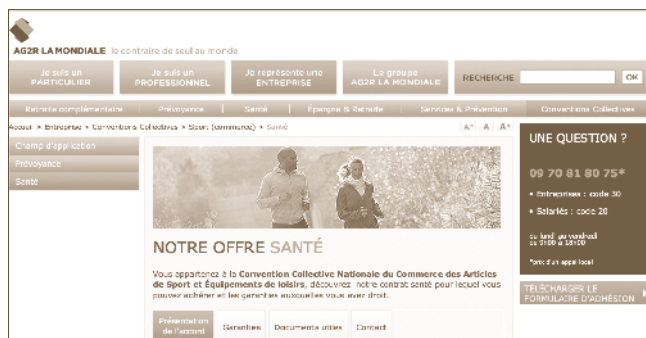 AG2R LA MONDIALE le contraire de seul au monde
Je suis un
PARTICULIER
Je suis un
PROFESSIONNEL
Je représente une
ENTREPRISE
Le groupe
AG2R LA MONDIALE
RECHERCHE
OK
Retraite complémentaire | Prévoyance | Santé | Épargne & Retraite | Services & Prévention
Conventions Collectives
Accueil > Entreprise > Conventions Collectives > Sport (commerce) > Santé
A- A A+
Champ d'application
Prévoyance
Santé
UNE QUESTION ?
09 70 81 80 75*
• Entreprises : code 30
• Salariés : code 20
du lundi au vendredi
de 9h00 à 18h00
*prix d'un appel local
TÉLÉCHARGER LE
FORMULAIRE D'ADHÉSION
NOTRE OFFRE SANTÉ
Vous appartenez à la Convention Collective Nationale du Commerce des Articles
de Sport et Équipements de loisirs, découvrez notre contrat santé pour lequel vous
pouvez adhérer et les garanties auxquelles vous avez droit.
Présentation
de l'accord
Garanties
Documents utiles
Contact